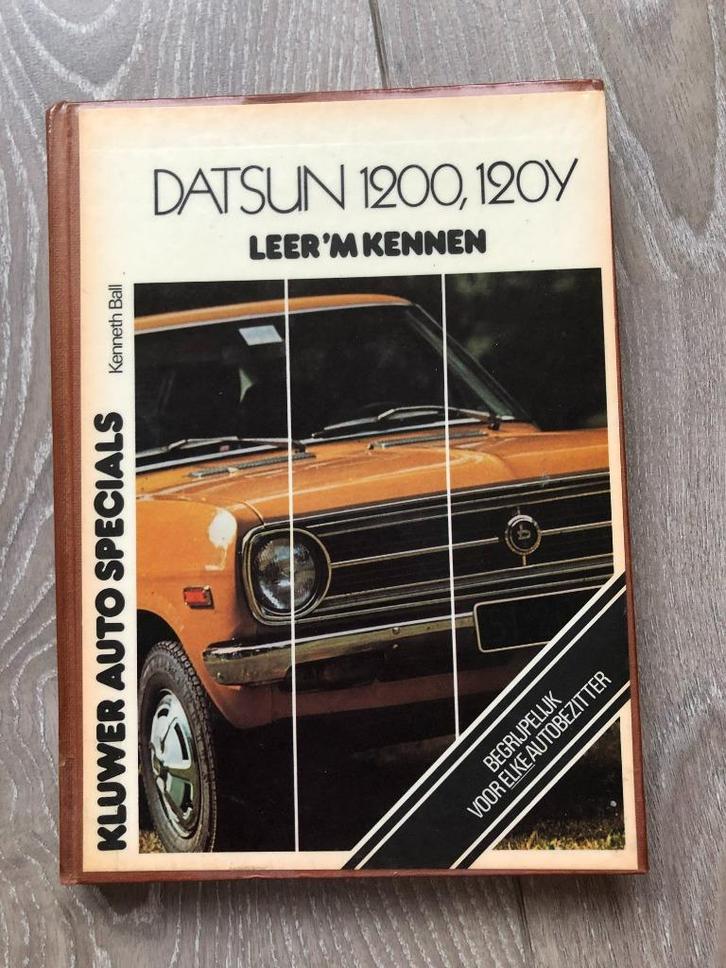 DATSUN 1200, 120Y
LEER 'M KENNEN
Kenneth Ball
KLUWER AUTO SPECIALS
BEGRIJPELIJK
VOOR ELKE AUTOBEZITTER